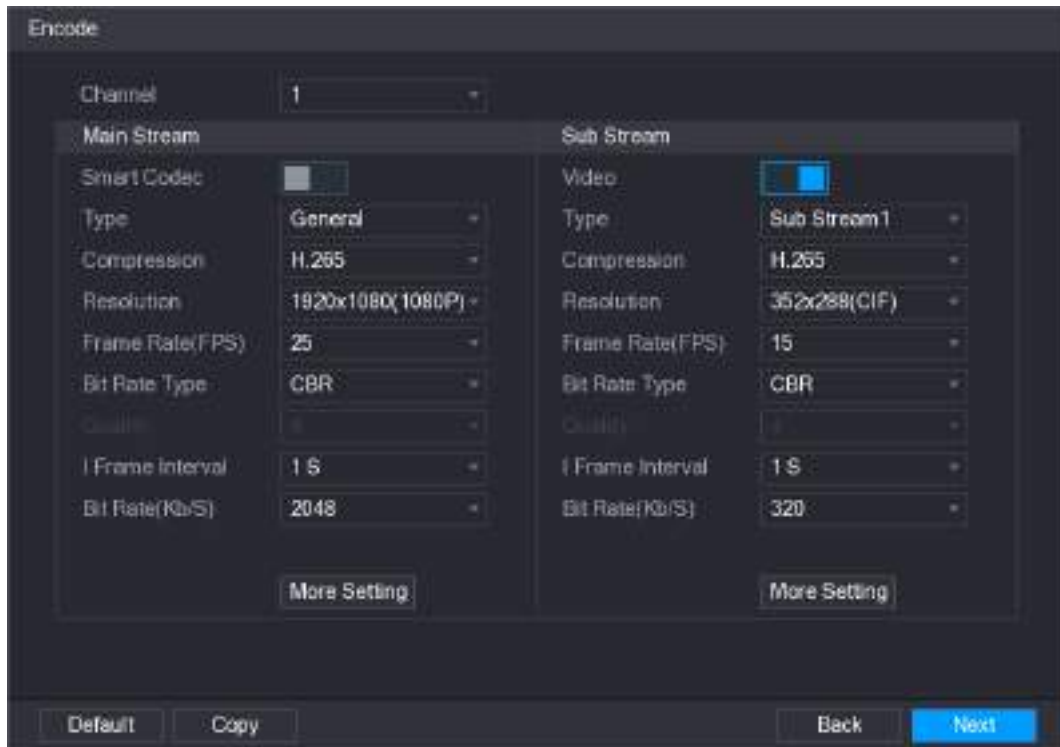 Encode
Channel 1
Main Stream Sub Stream
Smart Codec Video
Type General Type Sub Stream1
Compression H.265 Compression H.265
Resolution 1920x1080(1080P) Resolution 352x288(CIF)
Frame Rate(FPS) 25 Frame Rate(FPS) 15
Bit Rate Type CBR Bit Rate Type CBR
Quality Quality
I Frame Interval 1 S I Frame Interval 1 S
Bit Rate(Kb/S) 2048 Bit Rate(Kb/S) 320
More Setting More Setting
Default Copy Back Next